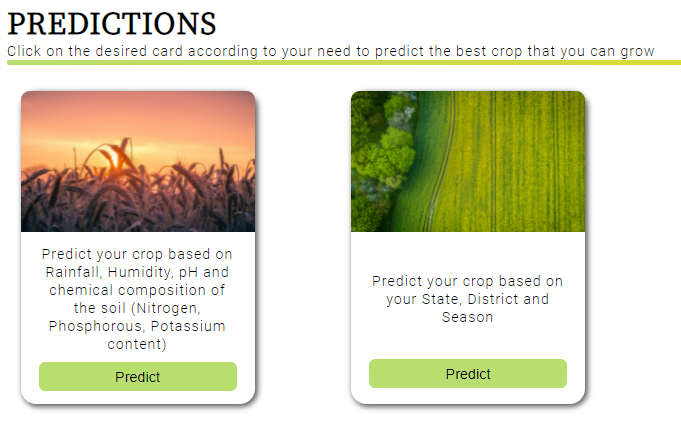 PREDICTIONS
Click on the desired card according to your need to predict the best crop that you can grow
Predict your crop based on
Rainfall, Humidity, pH and
chemical composition of
the soil (Nitrogen,
Phosphorous, Potassium
content)
Predict
Predict your crop based on
your State, District and
Season
Predict